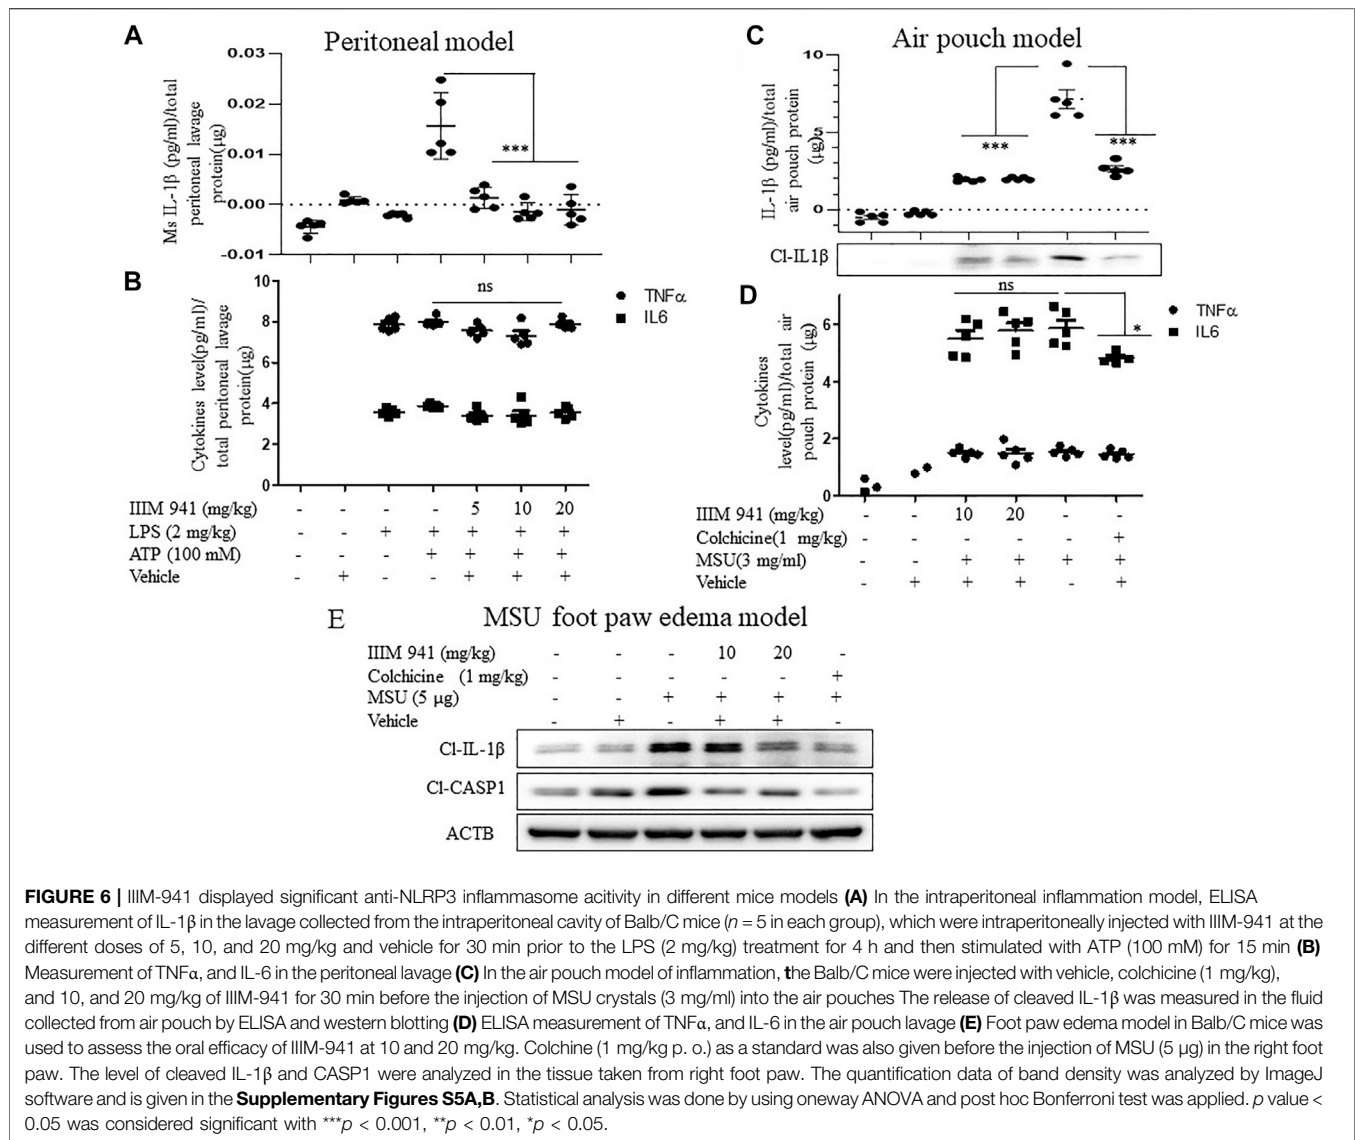 A
Peritoneal model
Ms IL-1β (pg/ml)/total
peritoneal lavage
protein(µg)
0.03
0.02
0.01
0.00
-0.01
***
B
Cytokines level(pg/ml)/
total peritoneal lavage
protein(µg)
10
8
6
4
2
0
ns
TNFα
IL6
IIIM 941 (mg/kg) - - - - 5 10 20
LPS (2 mg/kg) - - + + + + +
ATP (100 mM) - - - + + + +
Vehicle - + - - + + +
C
Air pouch model
IL-1β (pg/ml)/total
air pouch protein
(µg)
10
5
0
***
***
Cl-IL1β
D
Cytokines
level(pg/ml)/total air
pouch protein (µg)
6
4
2
0
ns
*
TNFα
IL6
IIIM 941 (mg/kg) - - 10 20 - -
Colchicine(1 mg/kg) - - - - - +
MSU(3 mg/ml) - - + + + +
Vehicle - + + + - +
E
MSU foot paw edema model
IIIM 941 (mg/kg) - - - 10 20 -
Colchicine (1 mg/kg) - - - - - +
MSU (5 µg) - - + + + +
Vehicle - + - + + -
Cl-IL-1β
Cl-CASP1
ACTB
FIGURE 6 | IIIM-941 displayed significant anti-NLRP3 inflammasome acitivity in different mice models (A) In the intraperitoneal inflammation model, ELISA
measurement of IL-1β in the lavage collected from the intraperitoneal cavity of Balb/C mice (n = 5 in each group), which were intraperitoneally injected with IIIM-941 at the
different doses of 5, 10, and 20 mg/kg and vehicle for 30 min prior to the LPS (2 mg/kg) treatment for 4 h and then stimulated with ATP (100 mM) for 15 min (B)
Measurement of TNFα, and IL-6 in the peritoneal lavage (C) In the air pouch model of inflammation, the Balb/C mice were injected with vehicle, colchicine (1 mg/kg),
and 10, and 20 mg/kg of IIIM-941 for 30 min before the injection of MSU crystals (3 mg/ml) into the air pouches The release of cleaved IL-1β was measured in the fluid
collected from air pouch by ELISA and western blotting (D) ELISA measurement of TNFα, and IL-6 in the air pouch lavage (E) Foot paw edema model in Balb/C mice was
used to assess the oral efficacy of IIIM-941 at 10 and 20 mg/kg. Colchine (1 mg/kg p. o.) as a standard was also given before the injection of MSU (5 µg) in the right foot
paw. The level of cleaved IL-1β and CASP1 were analyzed in the tissue taken from right foot paw. The quantification data of band density was analyzed by ImageJ
software and is given in the Supplementary Figures S5A,B. Statistical analysis was done by using oneway ANOVA and post hoc Bonferroni test was applied. p value <
0.05 was considered significant with ***p < 0.001, **p < 0.01, *p < 0.05.